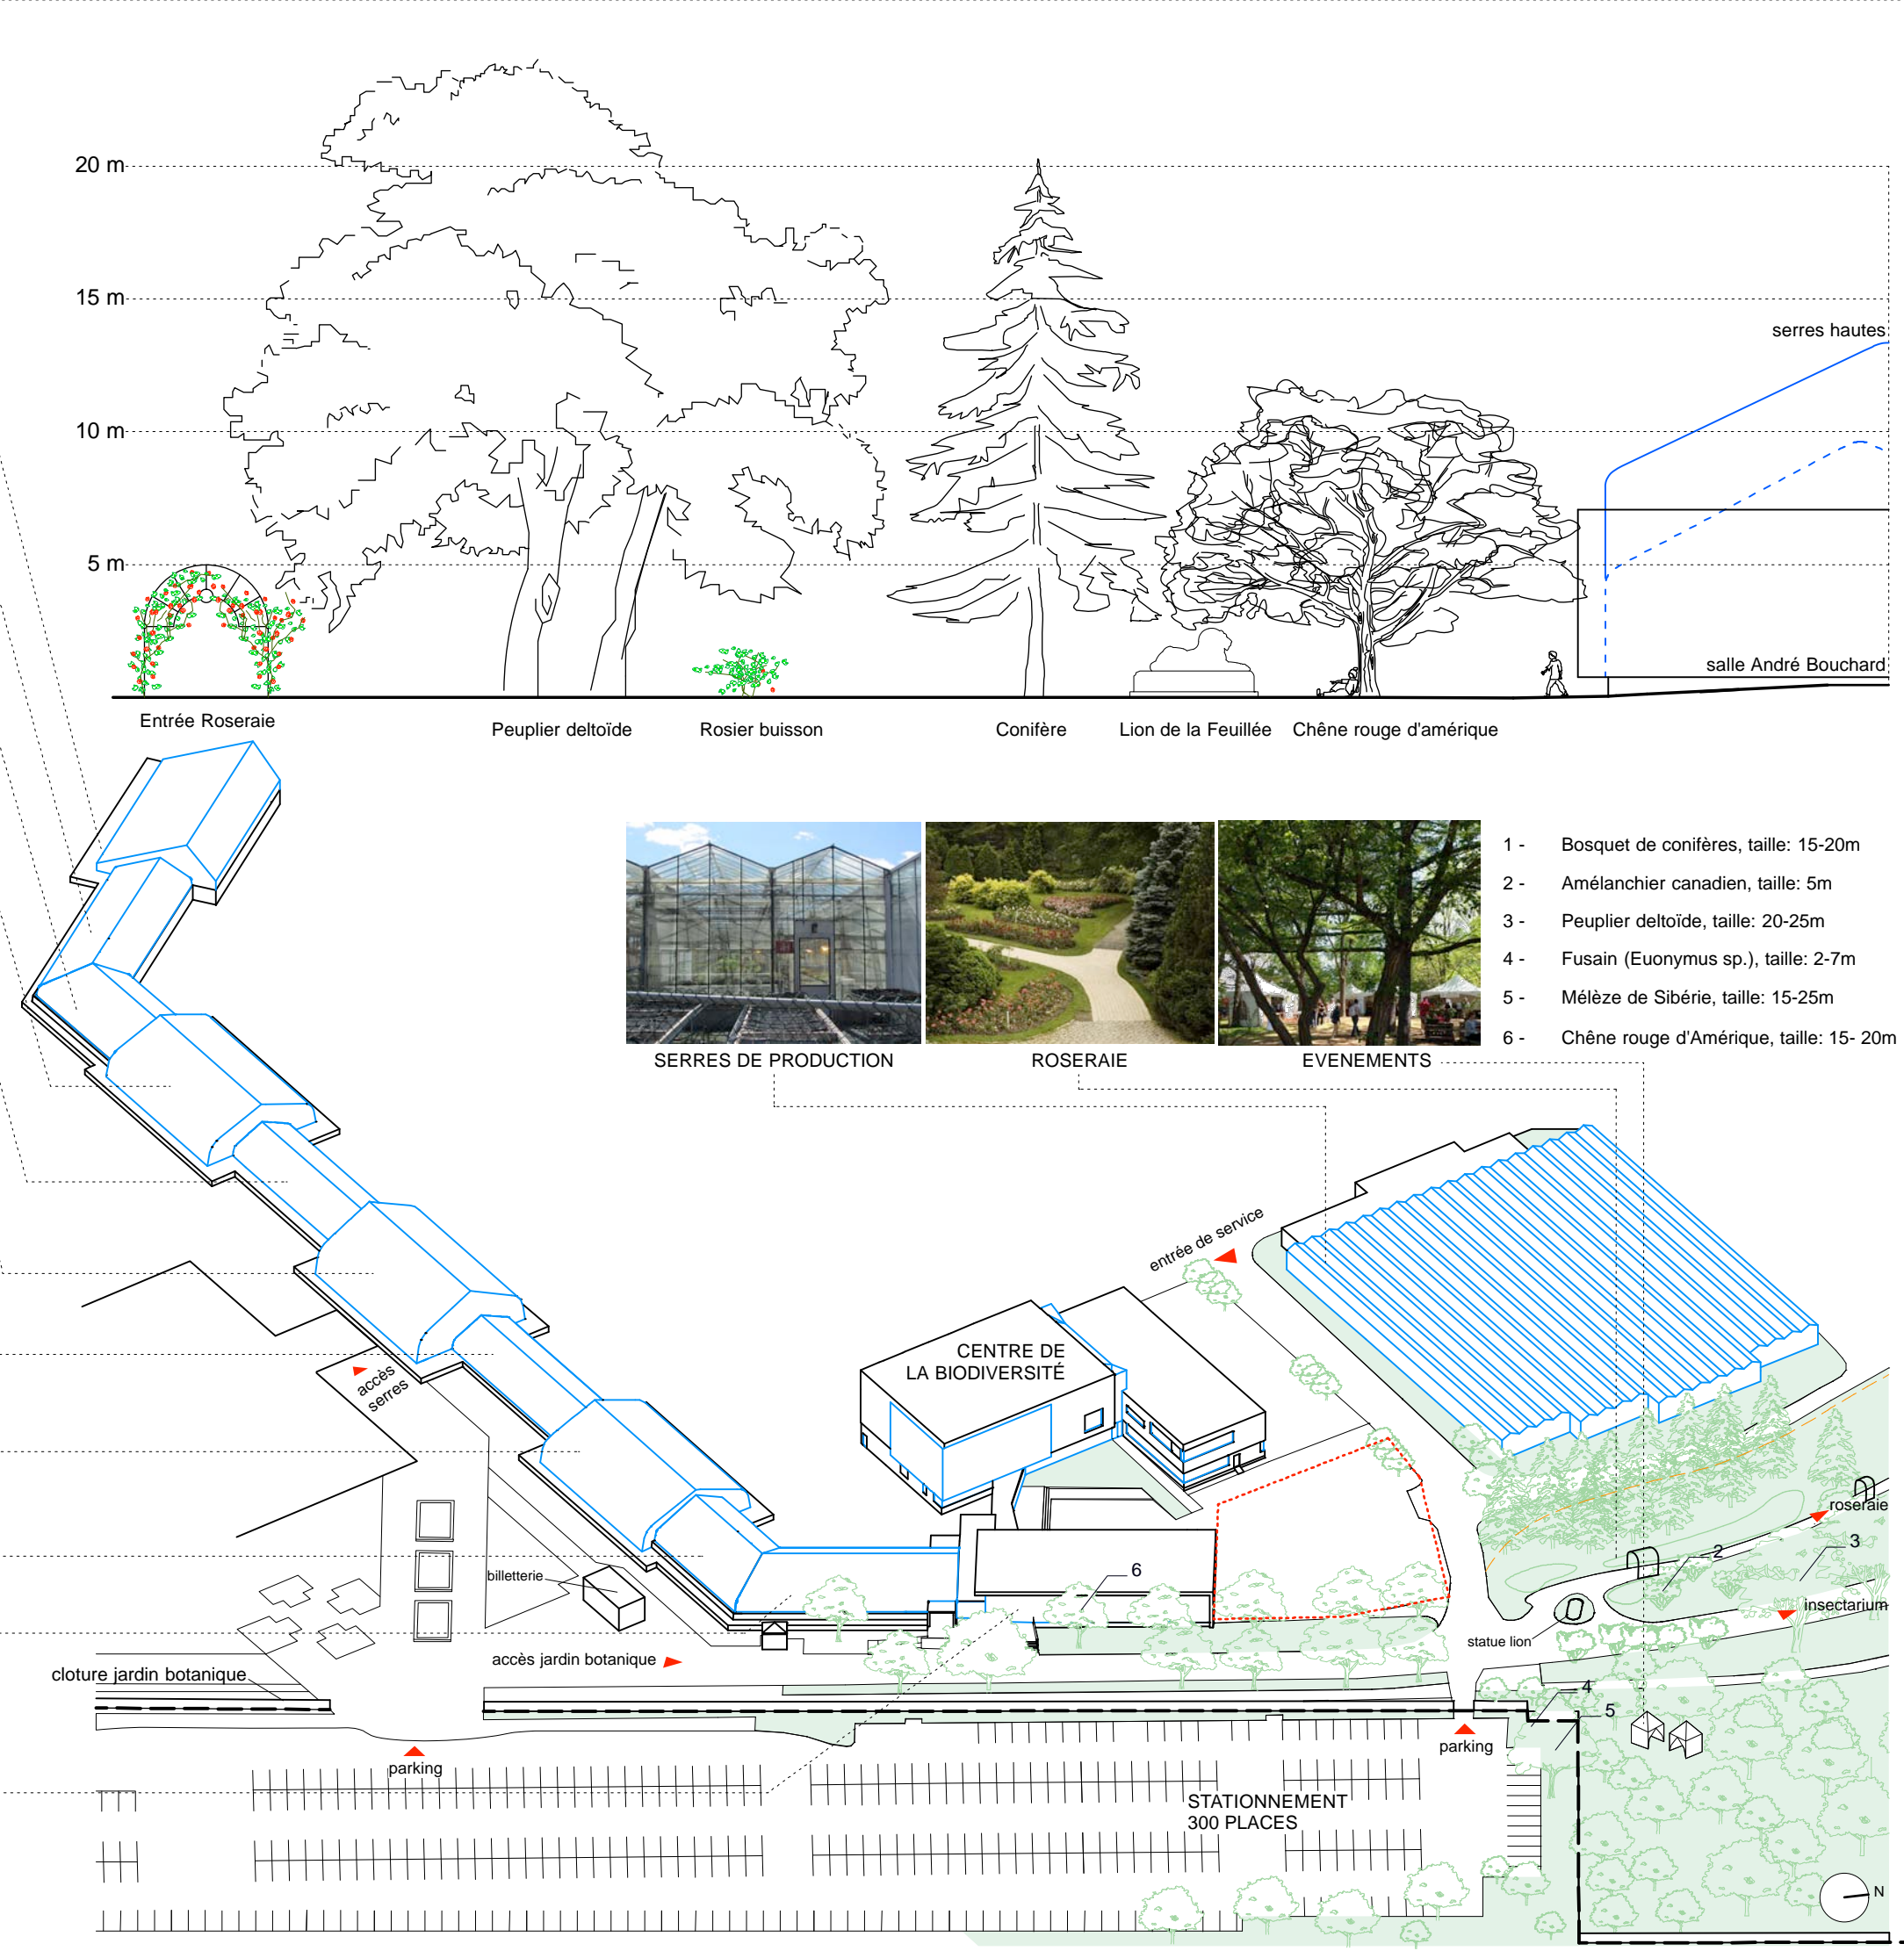 20 m
15 m
serres hautes
10 m
5 m
salle André Bouchard
Entrée Roseraie
Peuplier deltoïde
Rosier buisson
Conifère
Lion de la Feuillée
Chêne rouge d'amérique
1 - Bosquet de conifères, taille: 15-20m
2 - Amélanchier canadien, taille: 5m
3 - Peuplier deltoïde, taille: 20-25m
4 - Fusain (Euonymus sp.), taille: 2-7m
5 - Mélèze de Sibérie, taille: 15-25m
6 - Chêne rouge d'Amérique, taille: 15- 20m
SERRES DE PRODUCTION
ROSERAIE
EVENEMENTS
entrée de service
CENTRE DE
LA BIODIVERSITÉ
accès
serres
roseraie
3
2
6
billetterie
insectarium
statue lion
accès jardin botanique
cloture jardin botanique
4
5
parking
parking
STATIONNEMENT
300 PLACES
N